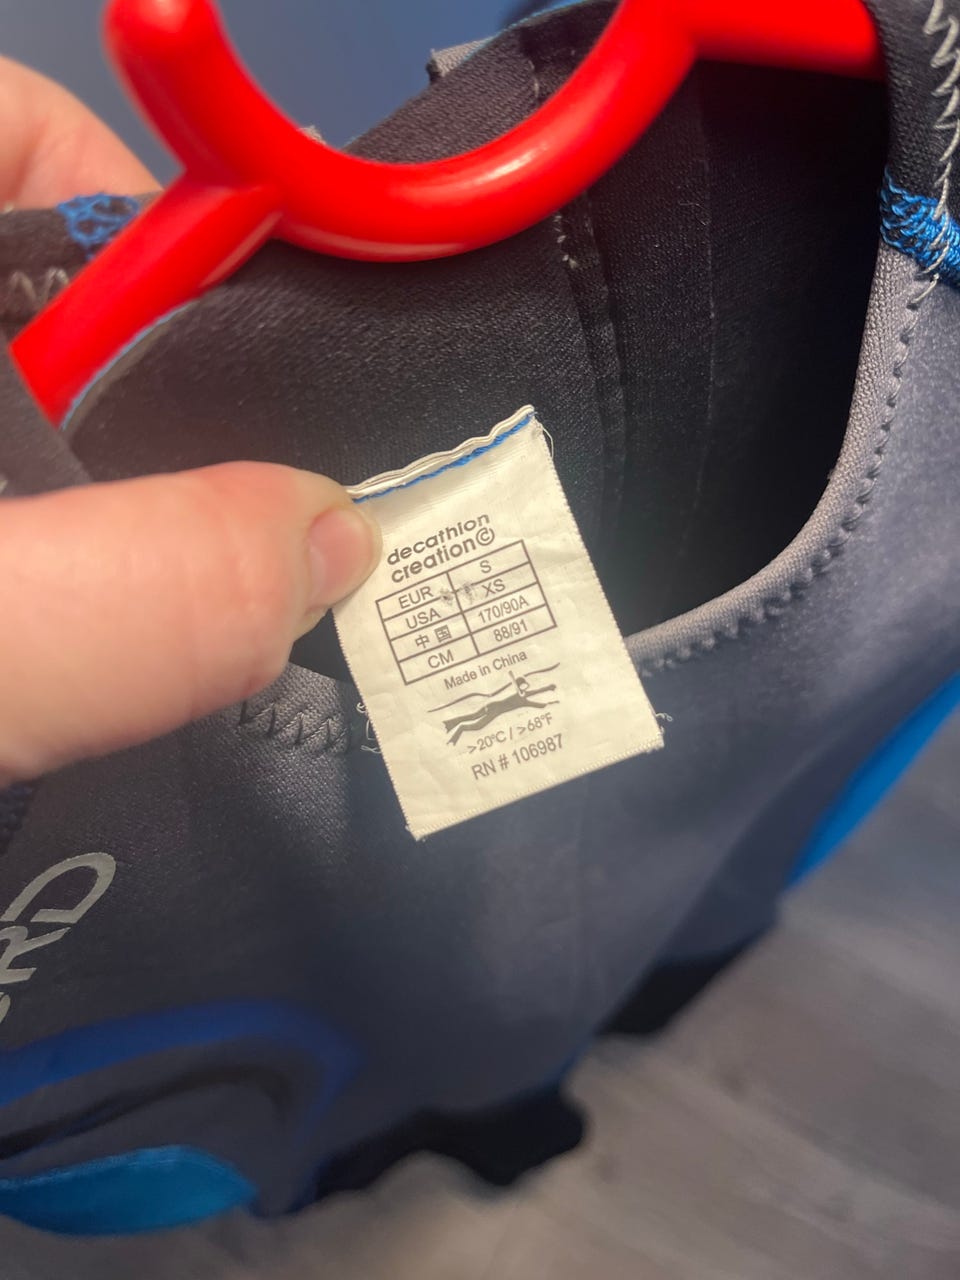 decathlon
creation
EUR S
USA XS
中国 170/90A
CM 88/91
Made in China
>20°C / >68°F
RN # 106987
RD